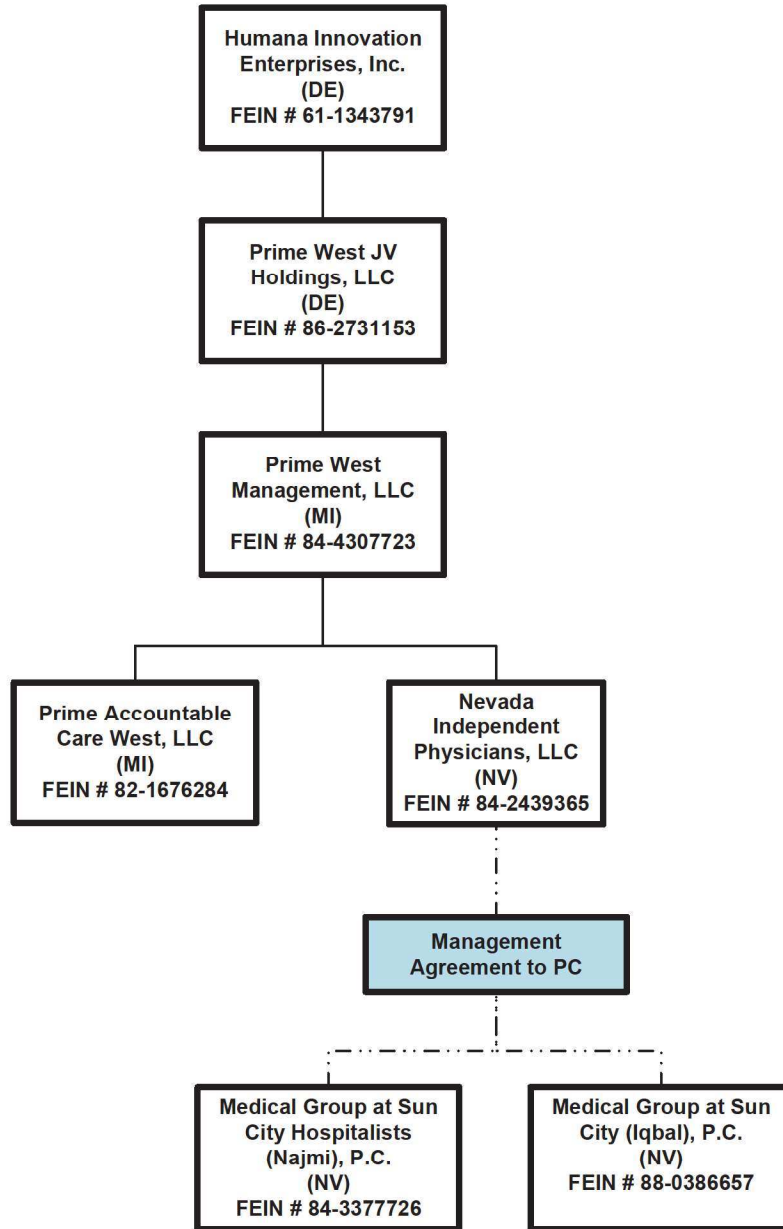 Humana Innovation
Enterprises, Inc.
(DE)
FEIN # 61-1343791
Prime West JV
Holdings, LLC
(DE)
FEIN # 86-2731153
Prime West
Management, LLC
(MI)
FEIN # 84-4307723
Prime Accountable
Care West, LLC
(MI)
FEIN # 82-1676284
Nevada
Independent
Physicians, LLC
(NV)
FEIN # 84-2439365
Management
Agreement to PC
Medical Group at Sun
City Hospitalists
(Najmi), P.C.
(NV)
FEIN # 84-3377726
Medical Group at Sun
City (Iqbal), P.C.
(NV)
FEIN # 88-0386657